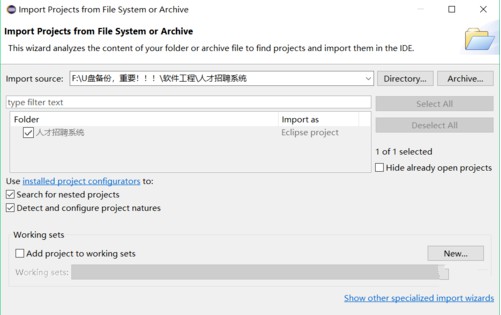 Import Projects from File System or Archive
Import Projects from File System or Archive
This wizard analyzes the content of your folder or archive file to find projects and import them in the IDE.
Import source: F:\U盘备份，重要！！！\软件工程\人才招聘系统 Directory... Archive...
type filter text
Select All
Folder Import as
Deselect All
人才招聘系统 Eclipse project
1 of 1 selected
Hide already open projects
Use installed project configurators to:
Search for nested projects
Detect and configure project natures
Working sets
Add project to working sets New...
Working sets:
Show other specialized import wizards